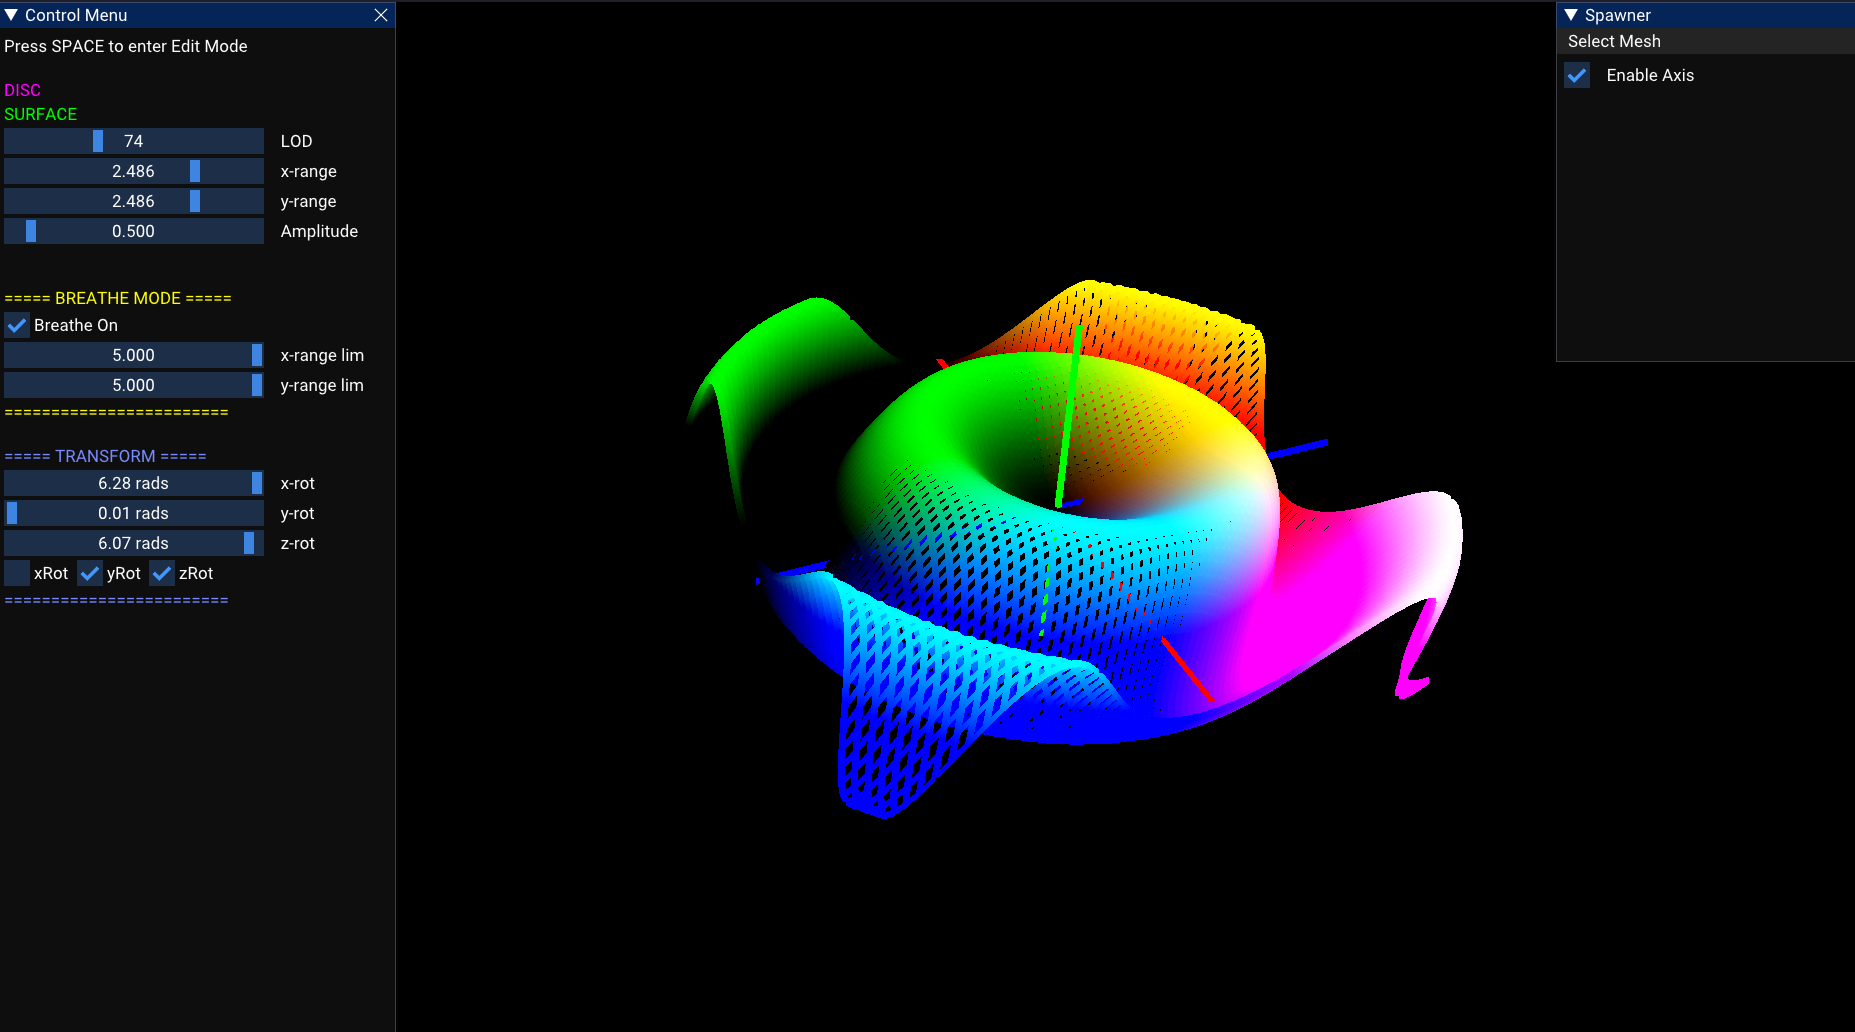 Control Menu
Press SPACE to enter Edit Mode
DISC
SURFACE
74 LOD
2.486 x-range
2.486 y-range
0.500 Amplitude
===== BREATHE MODE =====
Breathe On
5.000 x-range lim
5.000 y-range lim
========================
===== TRANSFORM =====
6.28 rads x-rot
0.01 rads y-rot
6.07 rads z-rot
xRot yRot zRot
========================
Spawner
Select Mesh
Enable Axis